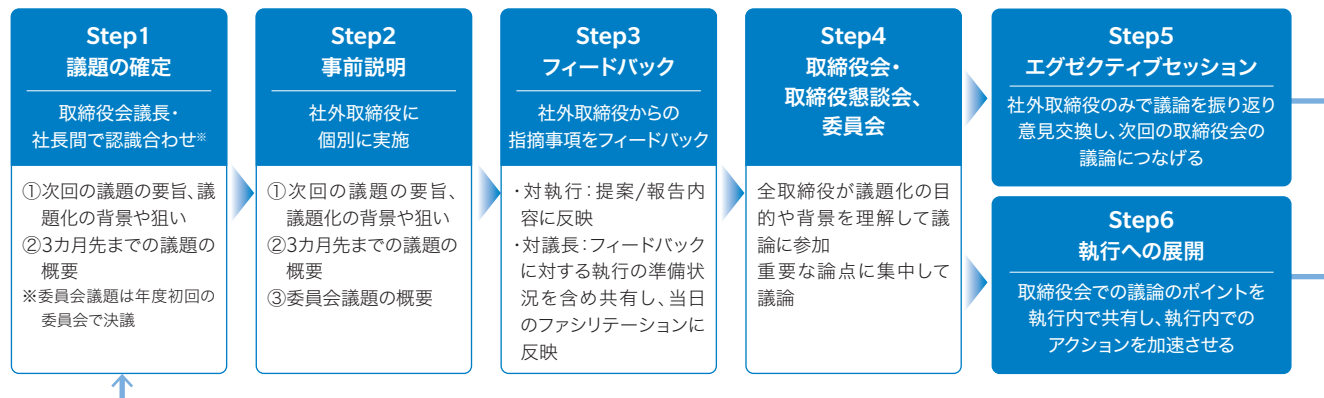 Step1
議題の確定
取締役会議長・
社長間で認識合わせ※
①次回の議題の要旨、議
題化の背景や狙い
②3カ月先までの議題の
概要
※委員会議題は年度初回の
委員会で決議
Step2
事前説明
社外取締役に
個別に実施
①次回の議題の要旨、
議題化の背景や狙い
②3カ月先までの議題の
概要
③委員会議題の概要
Step3
フィードバック
社外取締役からの
指摘事項をフィードバック
・対執行：提案/報告内
容に反映
・対議長：フィードバック
に対する執行の準備状
況を含め共有し、当日
のファシリテーションに
反映
Step4
取締役会・
取締役懇談会、
委員会
全取締役が議題化の目
的や背景を理解して議
論に参加
重要な論点に集中して
議論
Step5
エグゼクティブセッション
社外取締役のみで議論を振り返り
意見交換し、次回の取締役会の
議論につなげる
Step6
執行への展開
取締役会での議論のポイントを
執行内で共有し、執行内での
アクションを加速させる